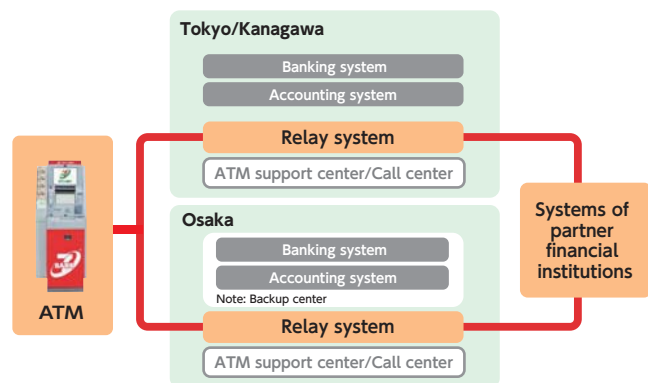 Tokyo/Kanagawa
Banking system
Accounting system
Relay system
ATM support center/Call center
ATM
Osaka
Banking system
Accounting system
Note: Backup center
Relay system
ATM support center/Call center
Systems of
partner
financial
institutions